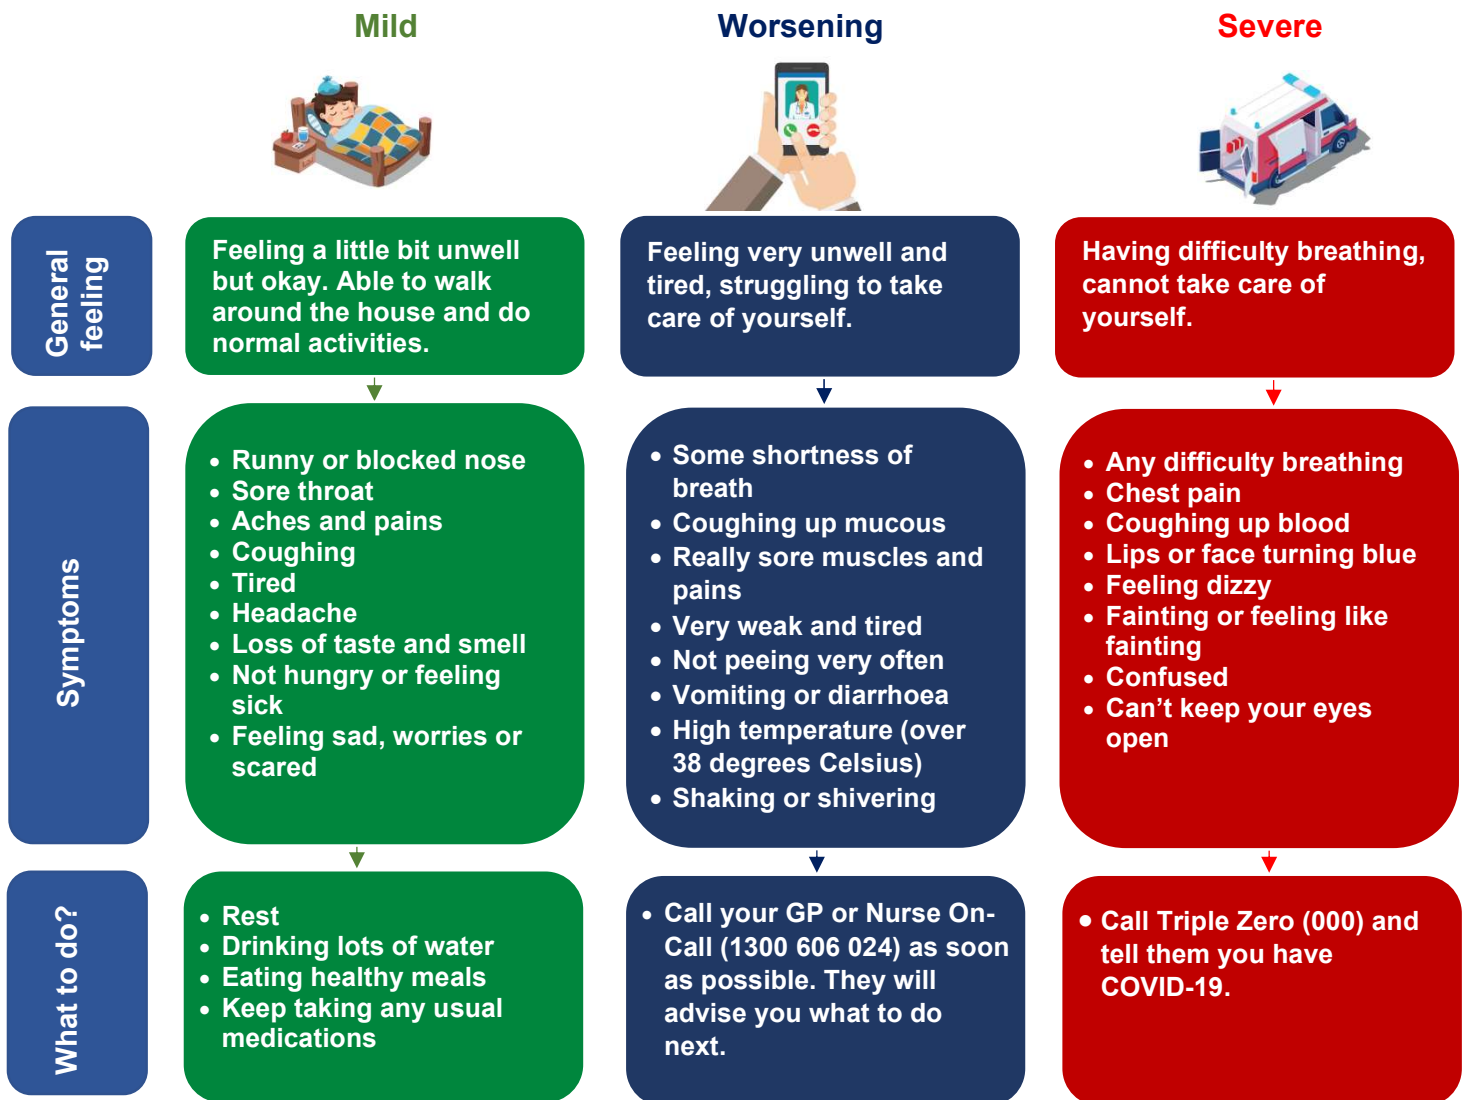 Mild
Worsening
Severe
General
feeling
Feeling a little bit unwell
but okay. Able to walk
around the house and do
normal activities.
Feeling very unwell and
tired, struggling to take
care of yourself.
Having difficulty breathing,
cannot take care of
yourself.
Symptoms
• Runny or blocked nose
• Sore throat
• Aches and pains
• Coughing
• Tired
• Headache
• Loss of taste and smell
• Not hungry or feeling
sick
• Feeling sad, worries or
scared
• Some shortness of
breath
• Coughing up mucous
• Really sore muscles and
pains
• Very weak and tired
• Not peeing very often
• Vomiting or diarrhoea
• High temperature (over
38 degrees Celsius)
• Shaking or shivering
• Any difficulty breathing
• Chest pain
• Coughing up blood
• Lips or face turning blue
• Feeling dizzy
• Fainting or feeling like
fainting
• Confused
• Can’t keep your eyes
open
What to do?
• Rest
• Drinking lots of water
• Eating healthy meals
• Keep taking any usual
medications
• Call your GP or Nurse On-
Call (1300 606 024) as soon
as possible. They will
advise you what to do
next.
• Call Triple Zero (000) and
tell them you have
COVID-19.